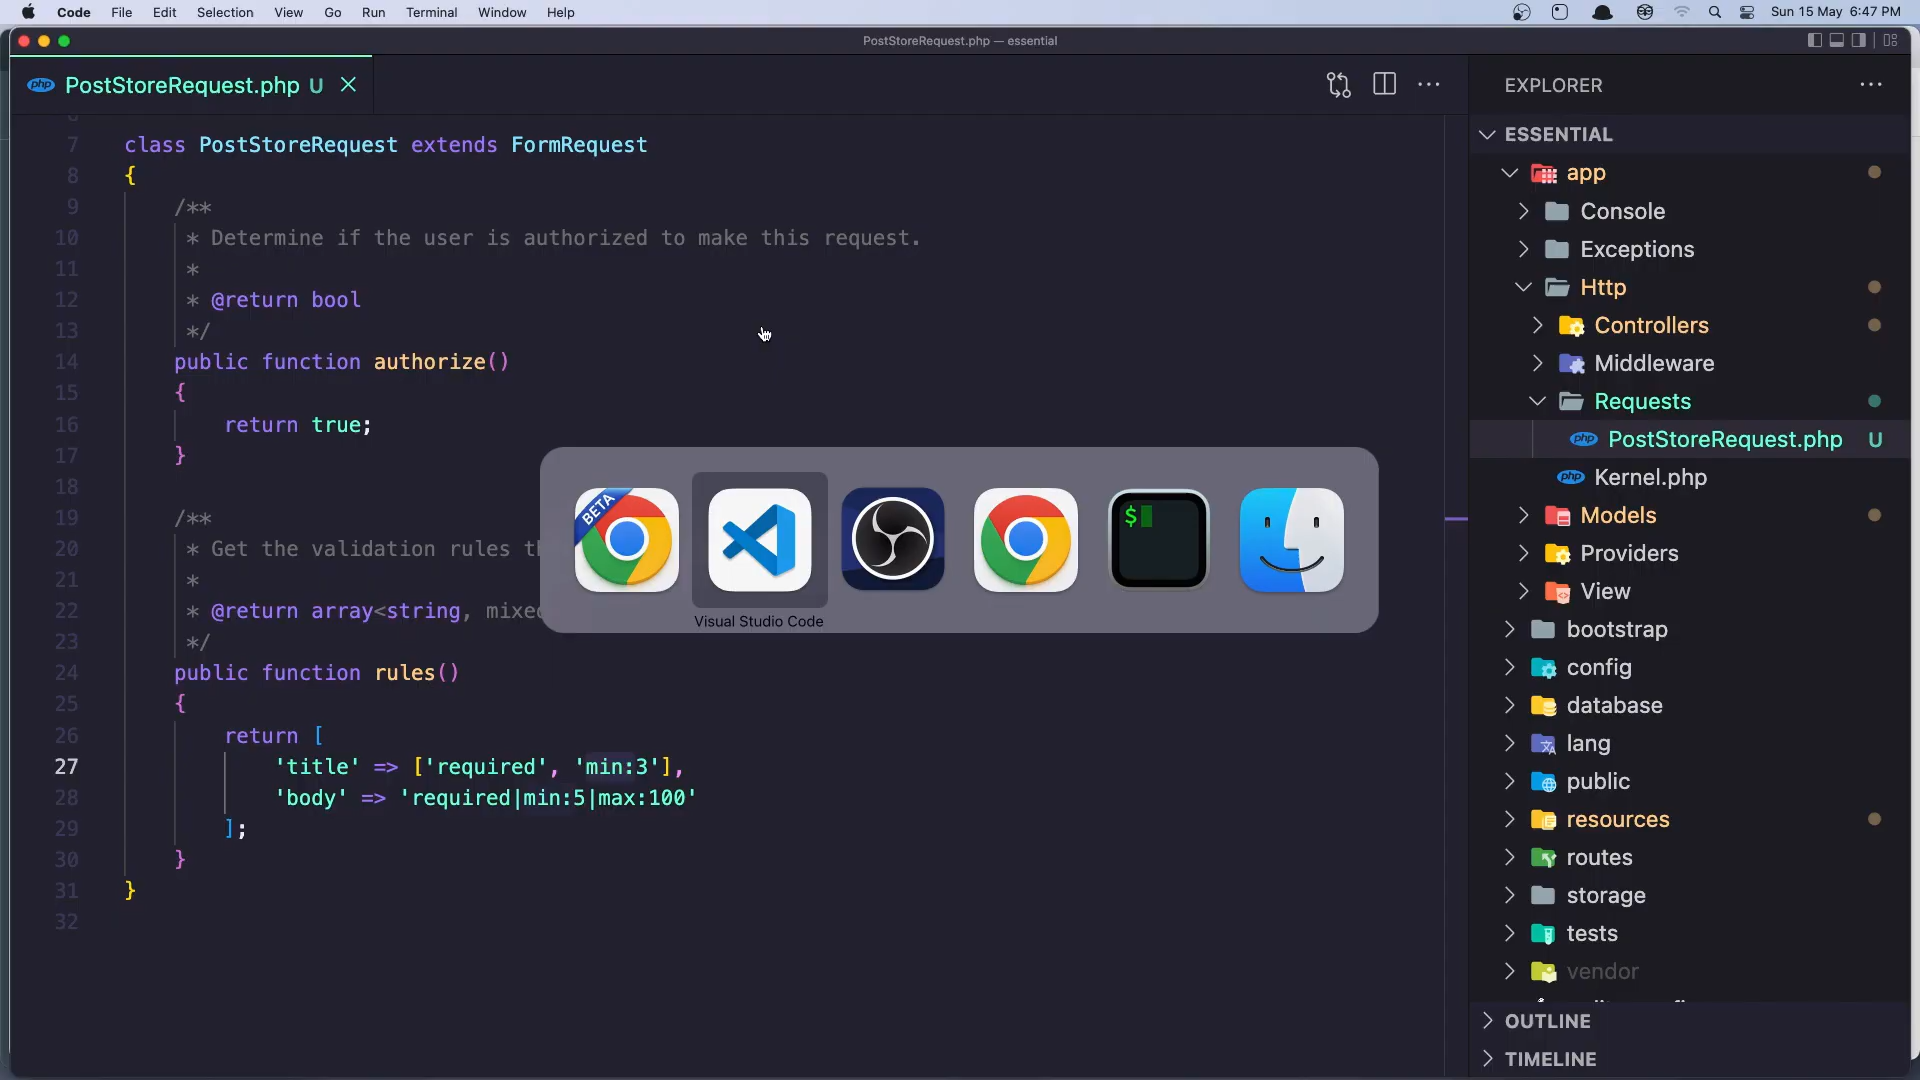 Code File Edit Selection View Go Run Terminal Window Help Sun 15 May 6:47 PM
PostStoreRequest.php — essential
PostStoreRequest.php U
7 class PostStoreRequest extends FormRequest
8 {
9 /**
10 * Determine if the user is authorized to make this request.
11 *
12 * @return bool
13 */
14 public function authorize()
15 {
16 return true;
17 }
18
19 /**
20 * Get the validation rules
21 *
22 * @return array<string, mixed
23 */
24 public function rules()
25 {
26 return [
27 'title' => ['required', 'min:3'],
28 'body' => 'required|min:5|max:100'
29 ];
30 }
31 }
32
BETA
$
Visual Studio Code
EXPLORER
ESSENTIAL
app
Console
Exceptions
Http
Controllers
Middleware
Requests
php PostStoreRequest.php U
php Kernel.php
Models
Providers
View
bootstrap
config
database
lang
public
resources
routes
storage
tests
vendor
OUTLINE
TIMELINE